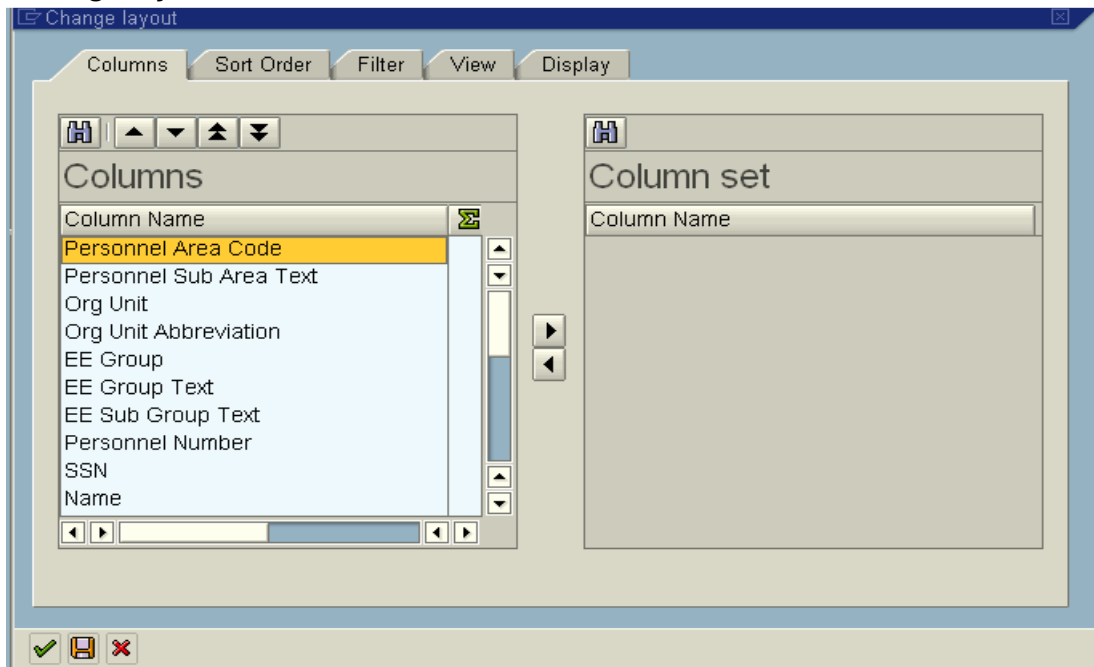 Change layout
Columns
Sort Order
Filter
View
Display
Columns
Column set
Column Name
Column Name
Personnel Area Code
Personnel Sub Area Text
Org Unit
Org Unit Abbreviation
EE Group
EE Group Text
EE Sub Group Text
Personnel Number
SSN
Name